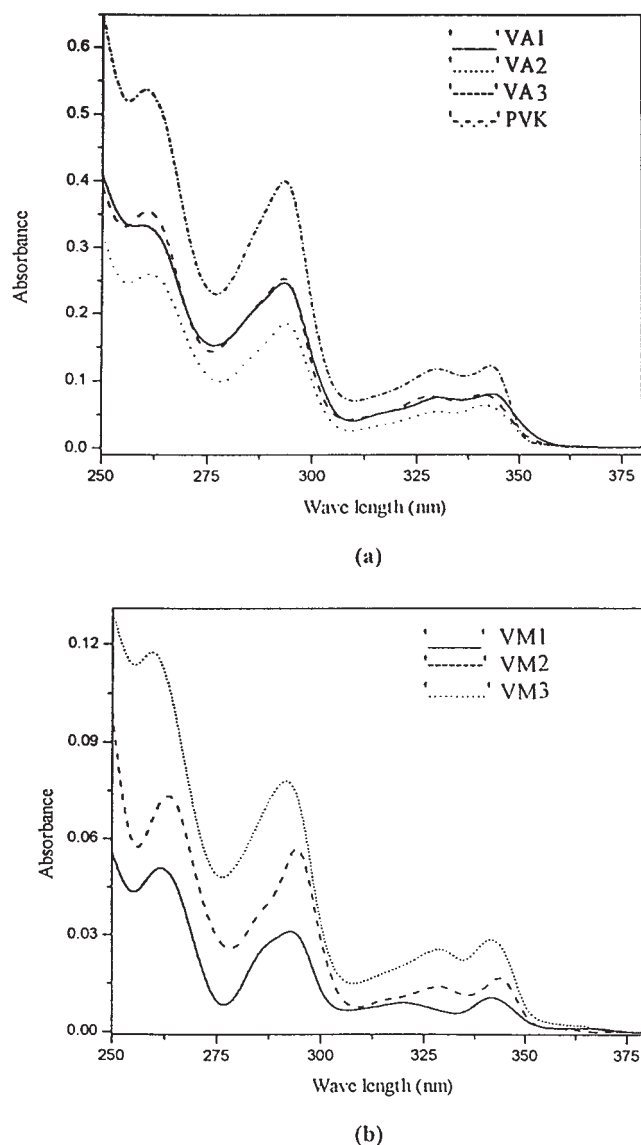 VA1
VA2
VA3
PVK
0.6
0.5
0.4
0.3
0.2
0.1
0.0
Absorbance
250 275 300 325 350 375
Wave length (nm)
(a)
VM1
VM2
VM3
0.12
0.09
0.06
0.03
0.00
Absorbance
250 275 300 325 350 375
Wave length (nm)
(b)